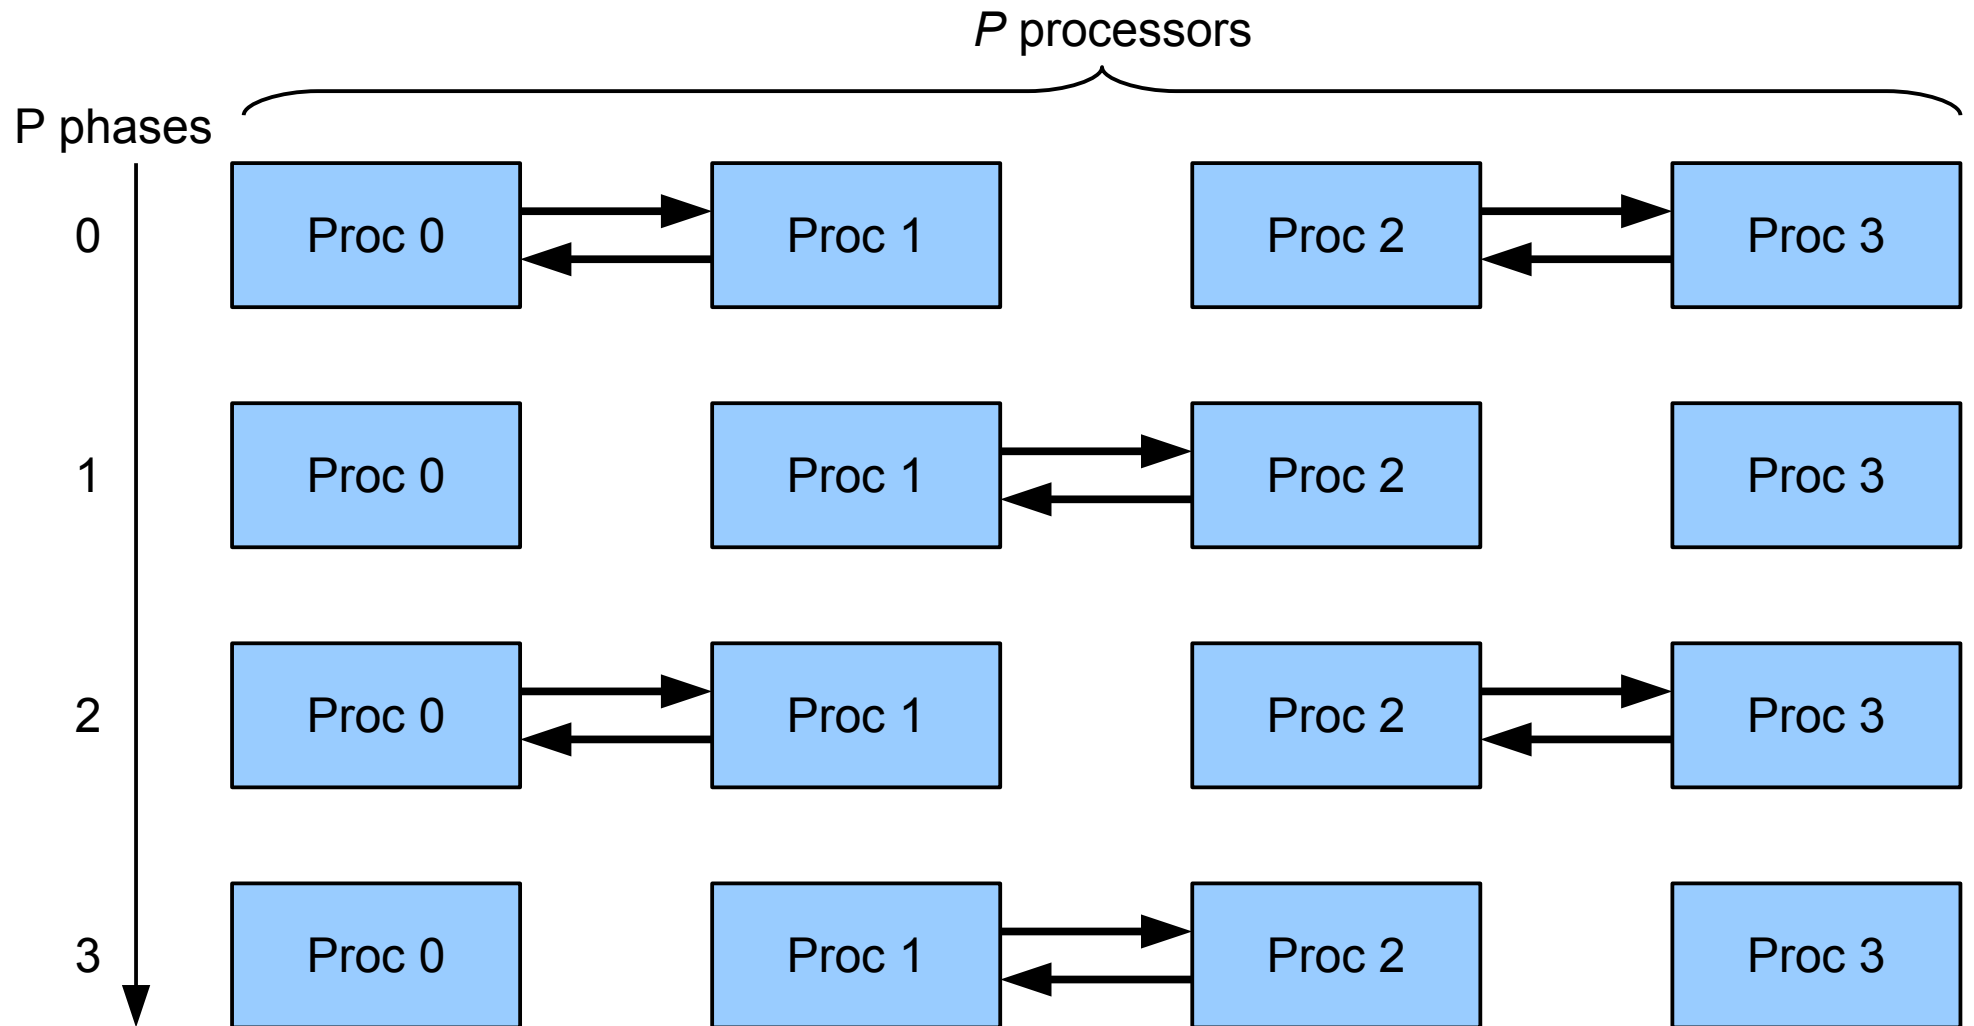 P processors
P phases
0 Proc 0 Proc 1 Proc 2 Proc 3
1 Proc 0 Proc 1 Proc 2 Proc 3
2 Proc 0 Proc 1 Proc 2 Proc 3
3 Proc 0 Proc 1 Proc 2 Proc 3